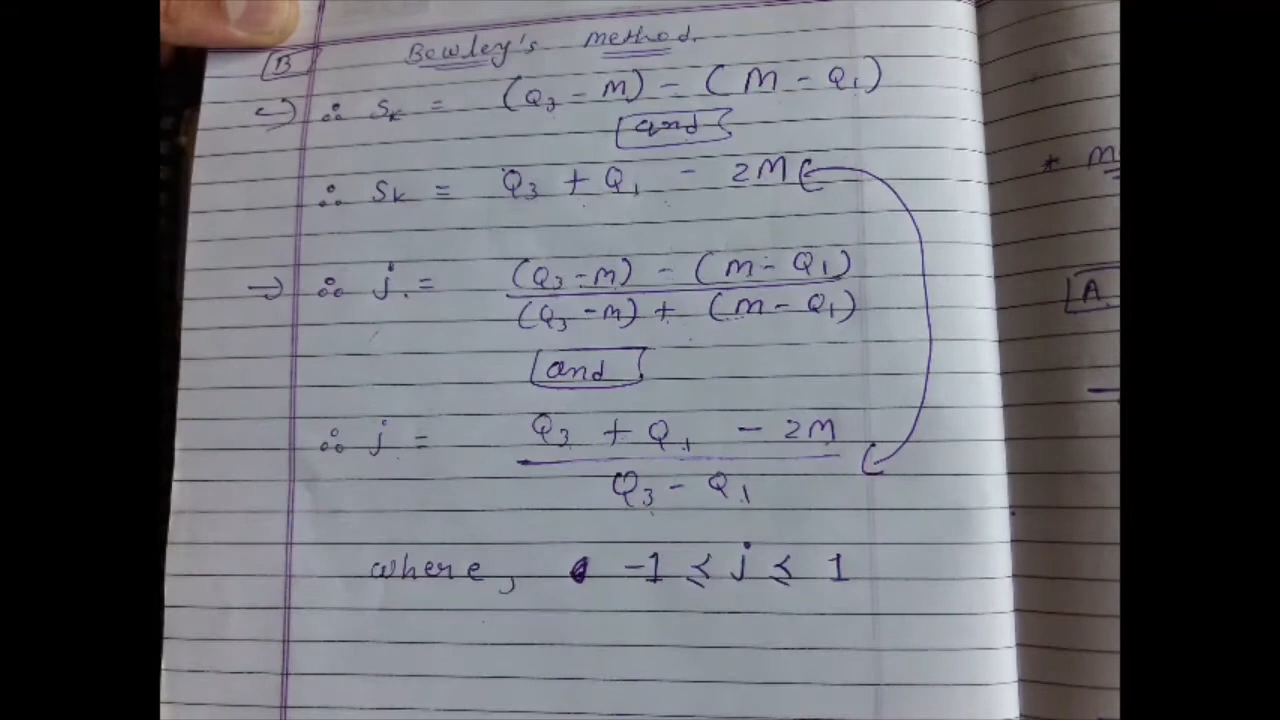 B Bowley's method.
∴ Sk = (Q3 - M) - (M - Q1)
and
∴ Sk = Q3 + Q1 - 2M
* m
→ ∴ j. = (Q3 - m) - (m - Q1)
(Q3 - m) + (m - Q1)
A.
and
∴ j = Q3 + Q1 - 2M
Q3 - Q1
where, -1 ≤ j ≤ 1